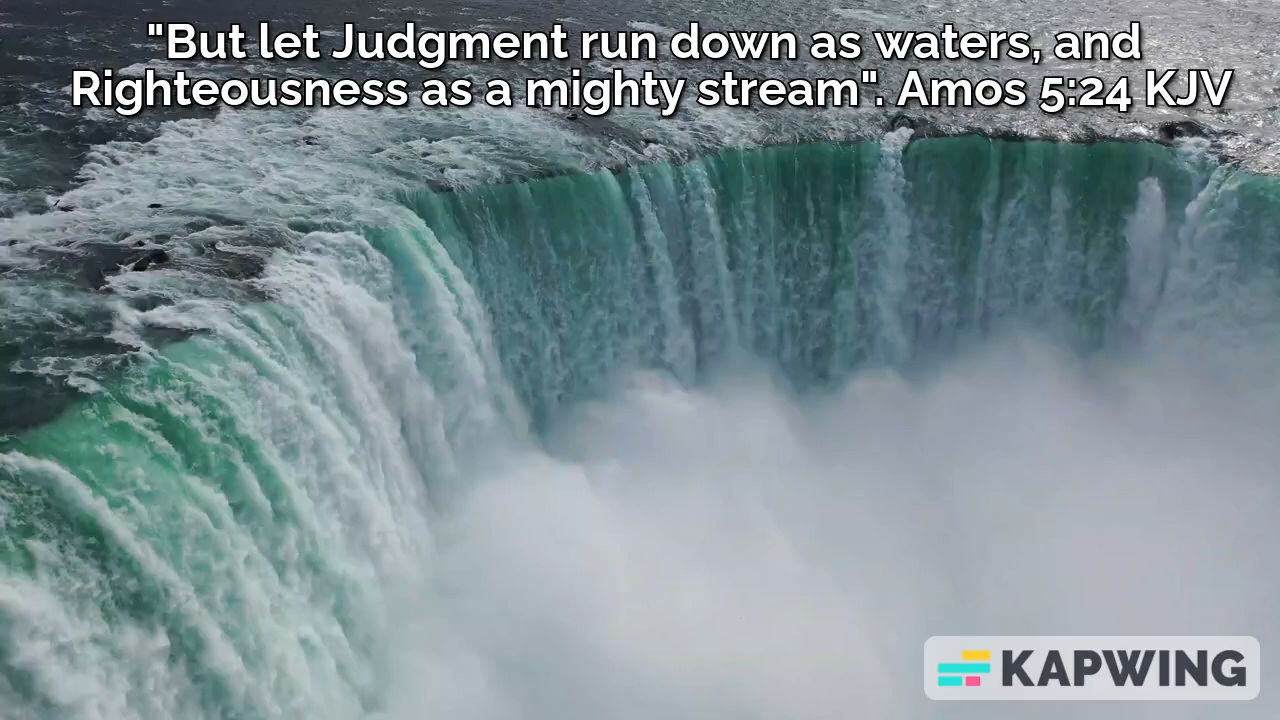 "But let Judgment run down as waters, and
Righteousness as a mighty stream". Amos 5:24 KJV
KAPWING